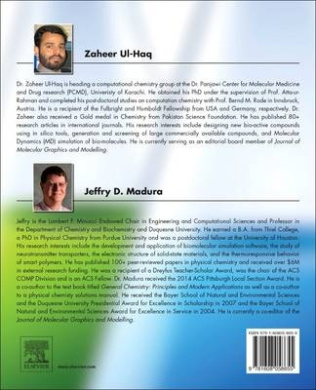 Zaheer Ul-Haq
Dr. Zaheer Ul-Haq is heading a computational chemistry group at the Dr. Panjwani Center for Molecular Medicine
and Drug research (PCMD), University of Karachi. He obtained his PhD under the supervision of Prof. Atta-ur-
Rahman and completed his post-doctoral studies on computation chemistry with Prof. Bernd M. Rode in Innsbruck,
Austria. He is a recipient of the Fulbright and Humboldt Fellowship from USA and Germany, respectively. Dr.
Zaheer also received a Gold medal in Chemistry from Pakistan Science Foundation. He has published 80+
research articles in international journals. His research interests include designing new bio-active compounds
using in silico tools, generation and screening of large commercially available compounds, and Molecular
Dynamics (MD) simulation of bio-molecules. He is currently serving as an editorial board member of Journal of
Molecular Graphics and Modelling.
Jeffry D. Madura
Jeffry is the Lambert F. Minucci Endowed Chair in Engineering and Computational Sciences and Professor in
the Department of Chemistry and Biochemistry and Duquesne University. He earned a B.A. from Thiel College,
a PhD in Physical Chemistry from Purdue University and was a postdoctoral fellow at the University of Houston.
His research interests include the development and application of biomolecular simulation software, the study of
neurotransmitter transporters, the electronic structure of solid-state materials, and the thermoresponsive behavior
of smart polymers. He has published 100+ peer-reviewed papers in physical chemistry and received over $6M
in external research funding. He was a recipient of a Dreyfus Teacher-Scholar Award, was the chair of the ACS
COMP Division and is an ACS Fellow. Dr. Madura received the 2014 ACS Pittsburgh Local Section Award. He is
a co-author to the text book titled General Chemistry: Principles and Modern Applications as well as a co-author
to a physical chemistry solutions manual. He received the Bayer School of Natural and Environmental Sciences
and the Duquesne University Presidential Award for Excellence in Scholarship in 2007 and the Bayer School of
Natural and Environmental Sciences Award for Excellence in Service in 2004. He is currently a co-editor of the
Journal of Molecular Graphics and Modelling.
ELSEVIER